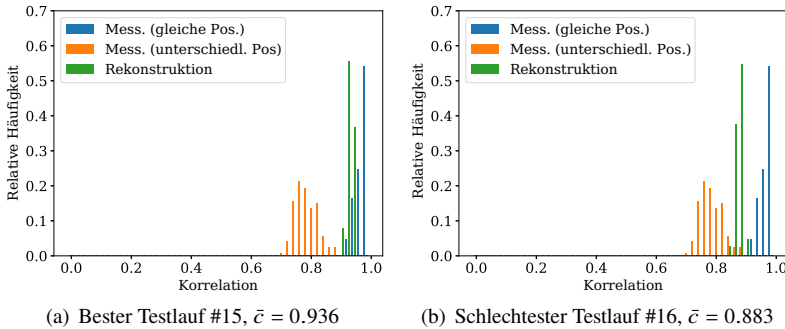 0.7
0.6
0.5
0.4
0.3
0.2
0.1
0.0
Relative Häufigkeit
Mess. (gleiche Pos.)
Mess. (unterschiedl. Pos)
Rekonstruktion
0.0 0.2 0.4 0.6 0.8 1.0
Korrelation
(a) Bester Testlauf #15, c̄ = 0.936
0.7
0.6
0.5
0.4
0.3
0.2
0.1
0.0
Relative Häufigkeit
Mess. (gleiche Pos.)
Mess. (unterschiedl. Pos.)
Rekonstruktion
0.0 0.2 0.4 0.6 0.8 1.0
Korrelation
(b) Schlechtester Testlauf #16, c̄ = 0.883